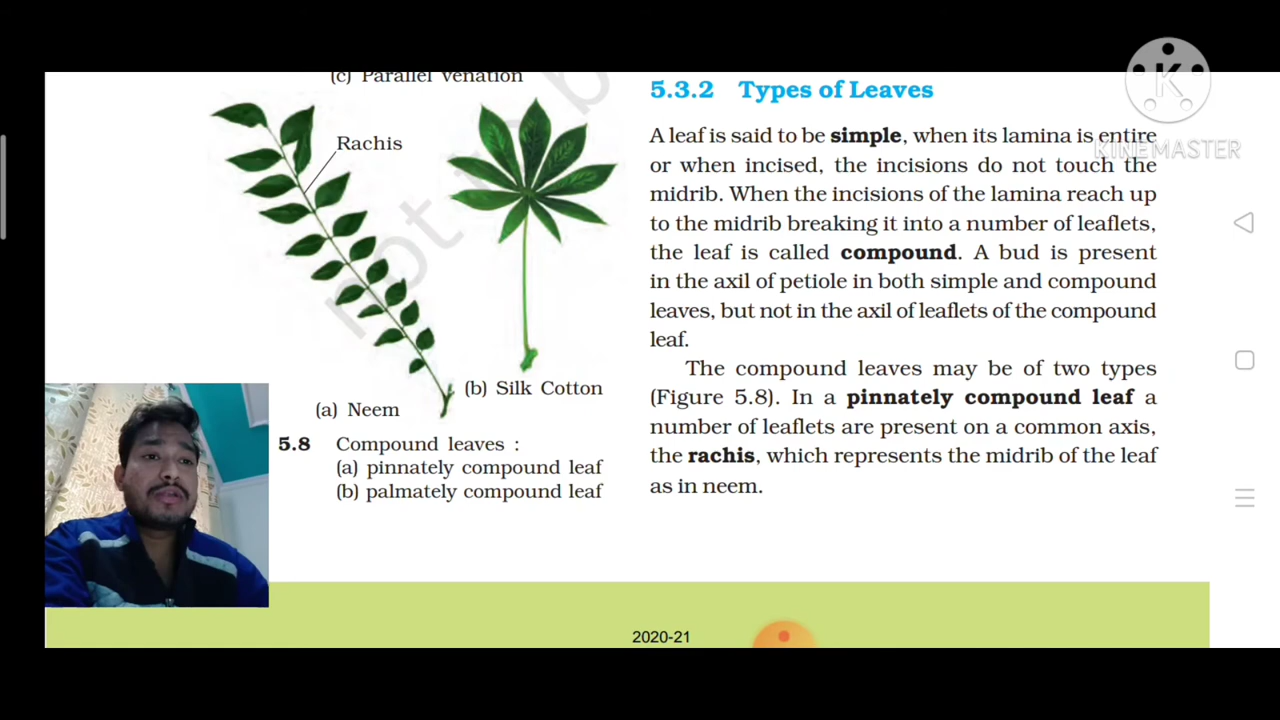 (c) Parallel venation
Rachis
(b) Silk Cotton
(a) Neem
5.8 Compound leaves :
(a) pinnately compound leaf
(b) palmately compound leaf
not
b
5.3.2 Types of Leaves
A leaf is said to be simple, when its lamina is entire
or when incised, the incisions do not touch the
midrib. When the incisions of the lamina reach up
to the midrib breaking it into a number of leaflets,
the leaf is called compound. A bud is present
in the axil of petiole in both simple and compound
leaves, but not in the axil of leaflets of the compound
leaf.
The compound leaves may be of two types
(Figure 5.8). In a pinnately compound leaf a
number of leaflets are present on a common axis,
the rachis, which represents the midrib of the leaf
as in neem.
2020-21
K
KINEMASTER